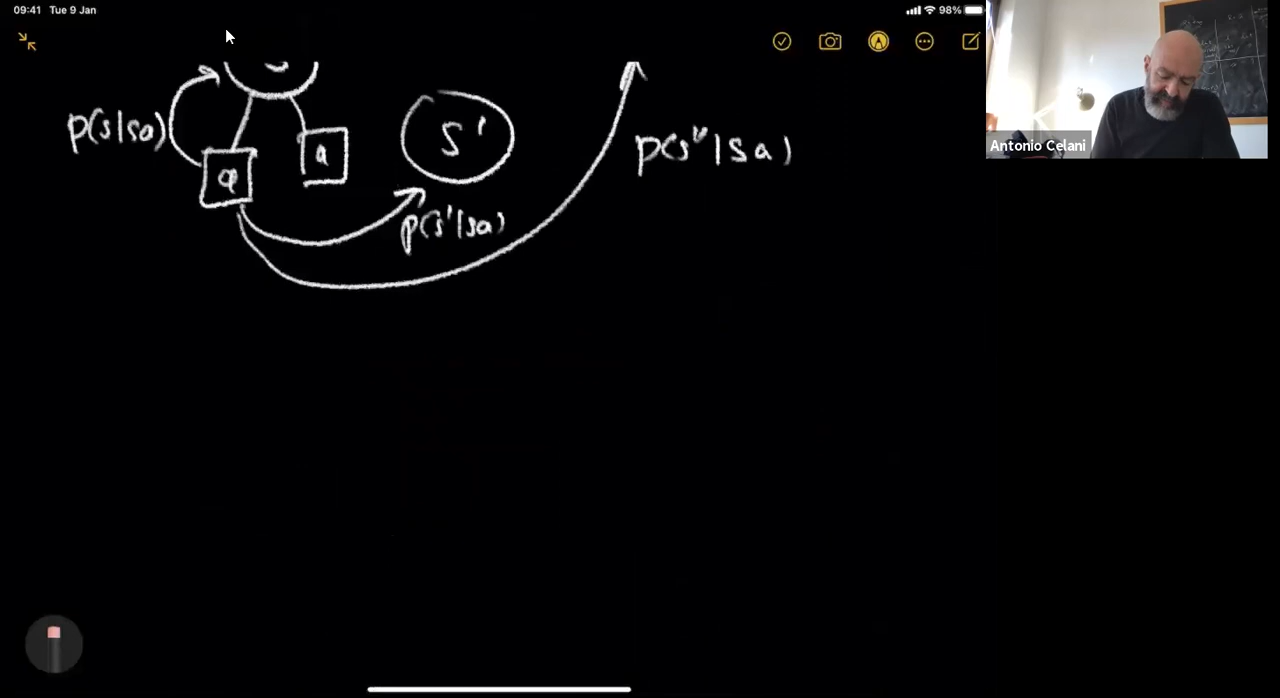 09:41 Tue 9 Jan
98%
p(s|sa)
a
a
s'
p(s''|sa)
p(s'|sa)
Antonio Celani